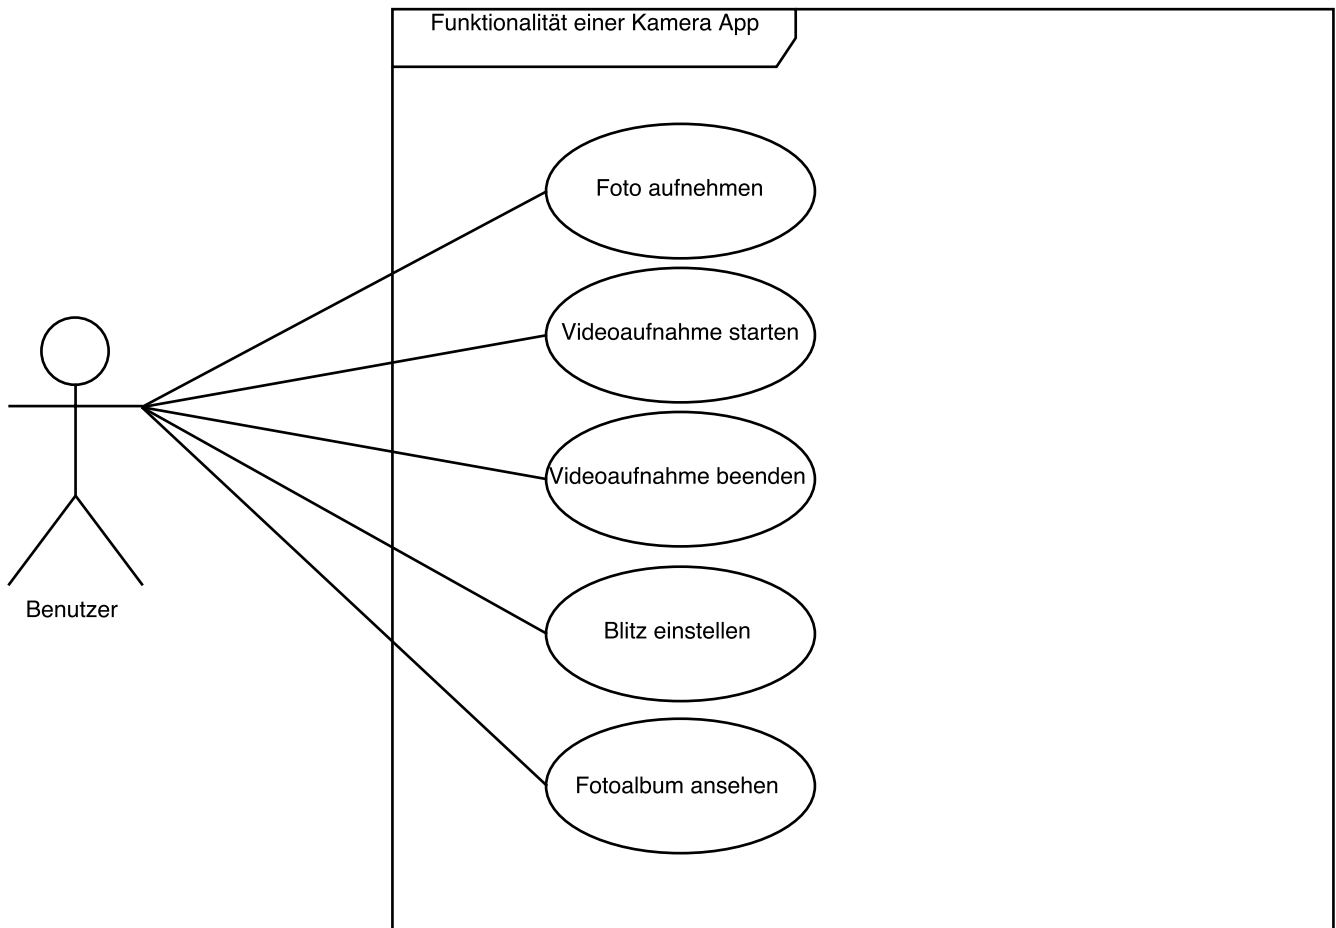 Funktionalität einer Kamera App
Foto aufnehmen
Videoaufnahme starten
Videoaufnahme beenden
Benutzer
Blitz einstellen
Fotoalbum ansehen